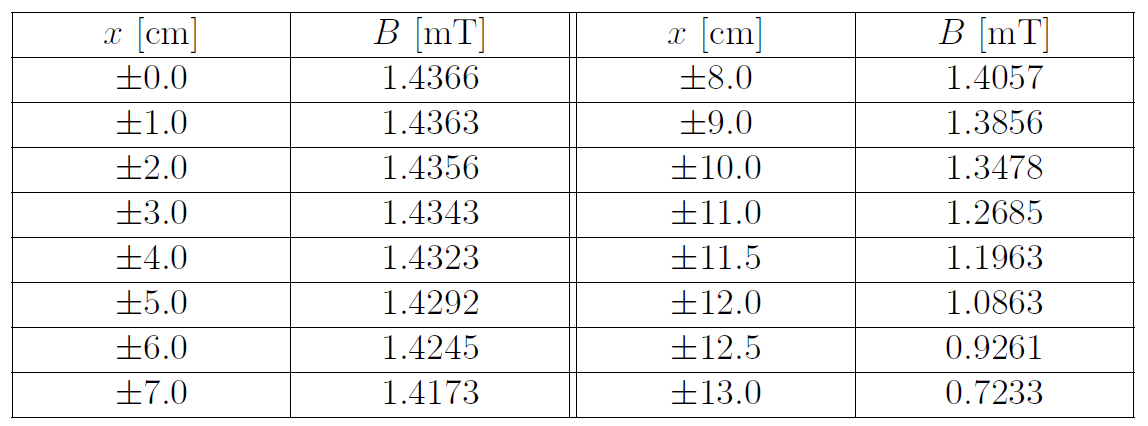 x [cm] B [mT] x [cm] B [mT]
±0.0 1.4366 ±8.0 1.4057
±1.0 1.4363 ±9.0 1.3856
±2.0 1.4356 ±10.0 1.3478
±3.0 1.4343 ±11.0 1.2685
±4.0 1.4323 ±11.5 1.1963
±5.0 1.4292 ±12.0 1.0863
±6.0 1.4245 ±12.5 0.9261
±7.0 1.4173 ±13.0 0.7233